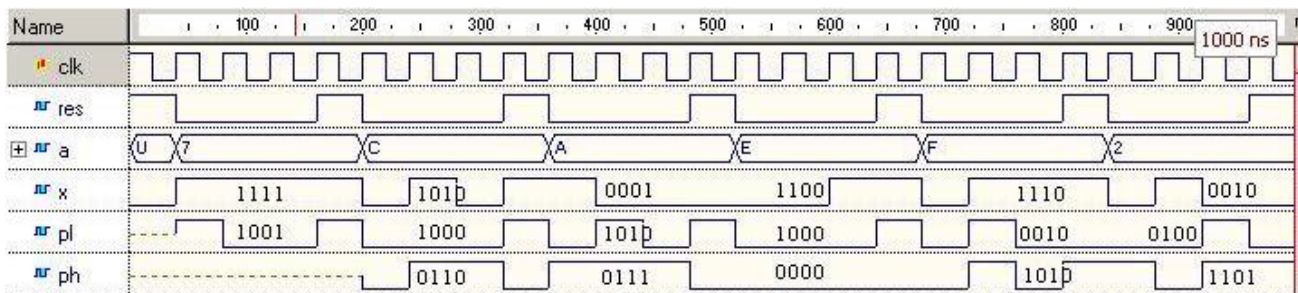 Name 100 200 300 400 500 600 700 800 900
1000 ns
clk
res
a U 7 C A E F 2
x 1111 1010 0001 1100 1110 0010
pl 1001 1000 1010 1000 0010 0100
ph 0110 0111 0000 1010 1101